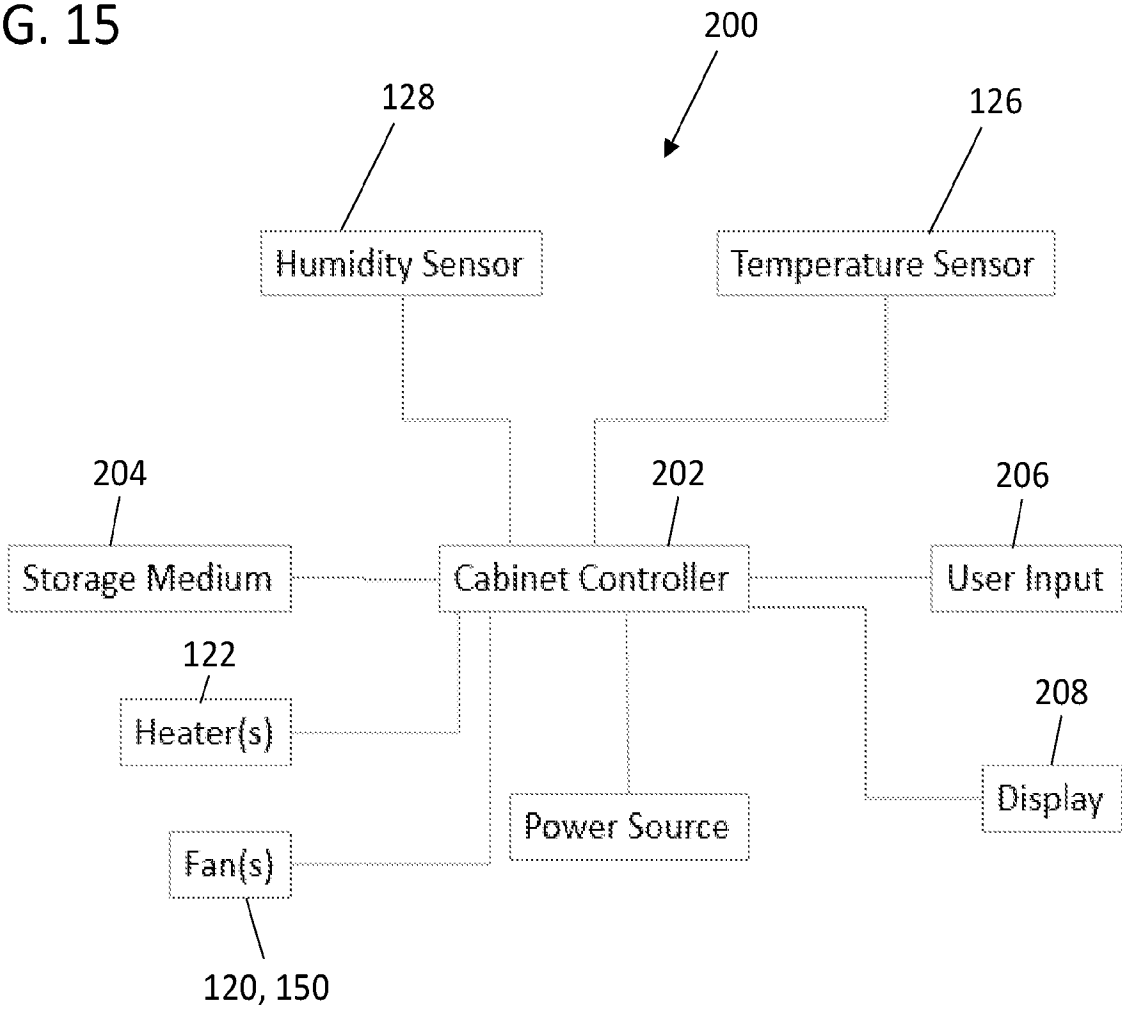 G. 15
200
128
126
Humidity Sensor
Temperature Sensor
204
202
206
Storage Medium
Cabinet Controller
User Input
122
208
Heater(s)
Display
Power Source
Fan(s)
120, 150